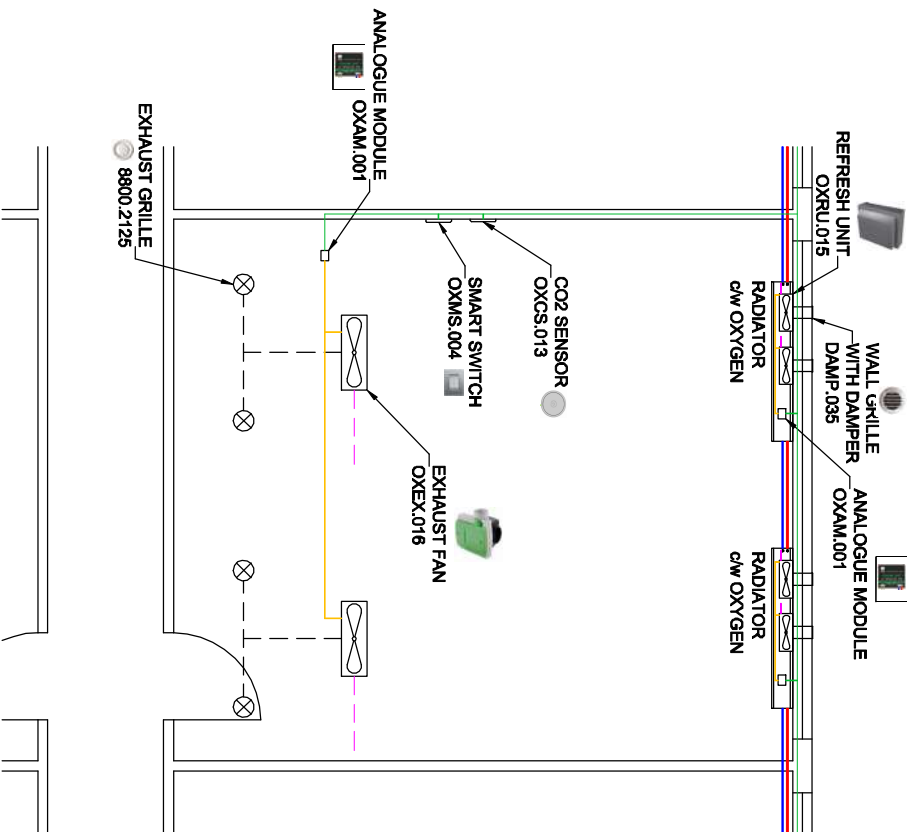 ANALOGUE MODULE
OXAM.001
EXHAUST GRILLE
8800.2125
REFRESH UNIT
OXRU.015
WALL GRILLE
WITH DAMPER
DAMP.035
ANALOGUE MODULE
OXAM.001
RADIATOR
c/w OXYGEN
RADIATOR
c/w OXYGEN
CO2 SENSOR
OXCS.013
SMART SWITCH
OXMS.004
EXHAUST FAN
OXEX.016